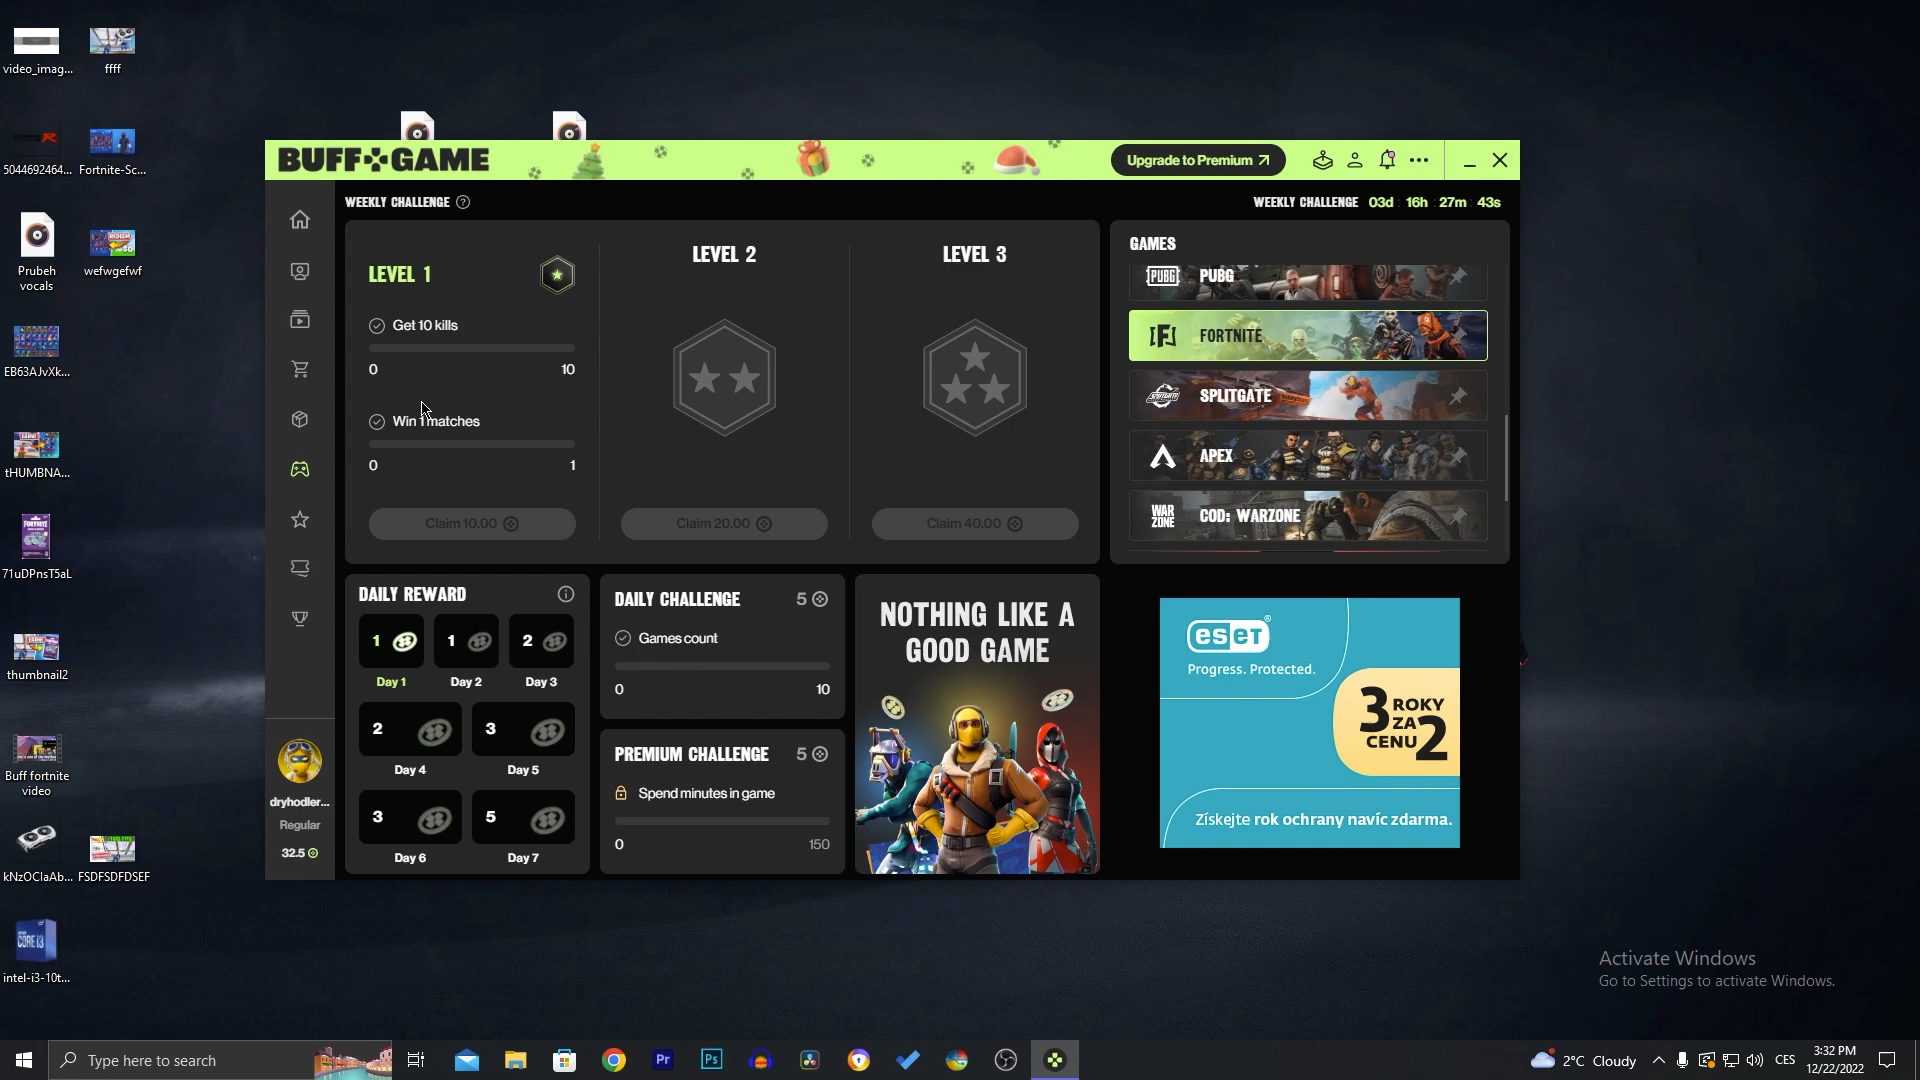 video_imag...
ffff
5044692464...
Fortnite-Sc...
Prubeh
vocals
wefwgefwf
EB63AJvXk...
tHUMBNA...
71uDPnsT5aL
thumbnail2
Buff fortnite
video
kNzOClaAb...
FSDFSDFDSEF
intel-i3-10t...
BUFF GAME
Upgrade to Premium
WEEKLY CHALLENGE ?
WEEKLY CHALLENGE 03d : 16h : 27m : 43s
LEVEL 1
Get 10 kills
0 10
Win 1 matches
0 1
Claim 10.00
LEVEL 2
Claim 20.00
LEVEL 3
Claim 40.00
GAMES
PUBG PUBG
[F] FORTNITE
SPLITGATE SPLITGATE
APEX
WAR
ZONE
COD: WARZONE
DAILY REWARD
1 1 2
Day 1 Day 2 Day 3
2 3
Day 4 Day 5
3 5
Day 6 Day 7
DAILY CHALLENGE 5
Games count
0 10
PREMIUM CHALLENGE 5
Spend minutes in game
0 150
NOTHING LIKE A
GOOD GAME
eseT®
Progress. Protected.
3 ROKY
ZA
CENU 2
Získejte rok ochrany navíc zdarma.
dryhodler...
Regular
32.5
Activate Windows
Go to Settings to activate Windows.
Type here to search
Pr
Ps
2°C Cloudy
CES
3:32 PM
12/22/2022